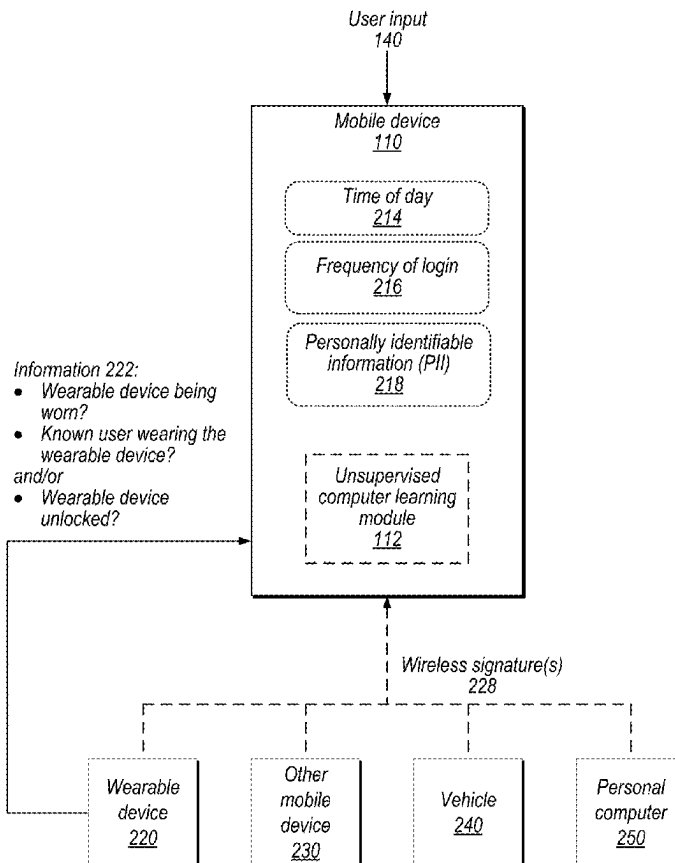 User input
140
Mobile device
110
Time of day
214
Frequency of login
216
Personally identifiable
information (PII)
218
Information 222:
• Wearable device being
worn?
• Known user wearing the
wearable device?
and/or
• Wearable device
unlocked?
Unsupervised
computer learning
module
112
Wireless signature(s)
228
Wearable
device
220
Other
mobile
device
230
Vehicle
240
Personal
computer
250